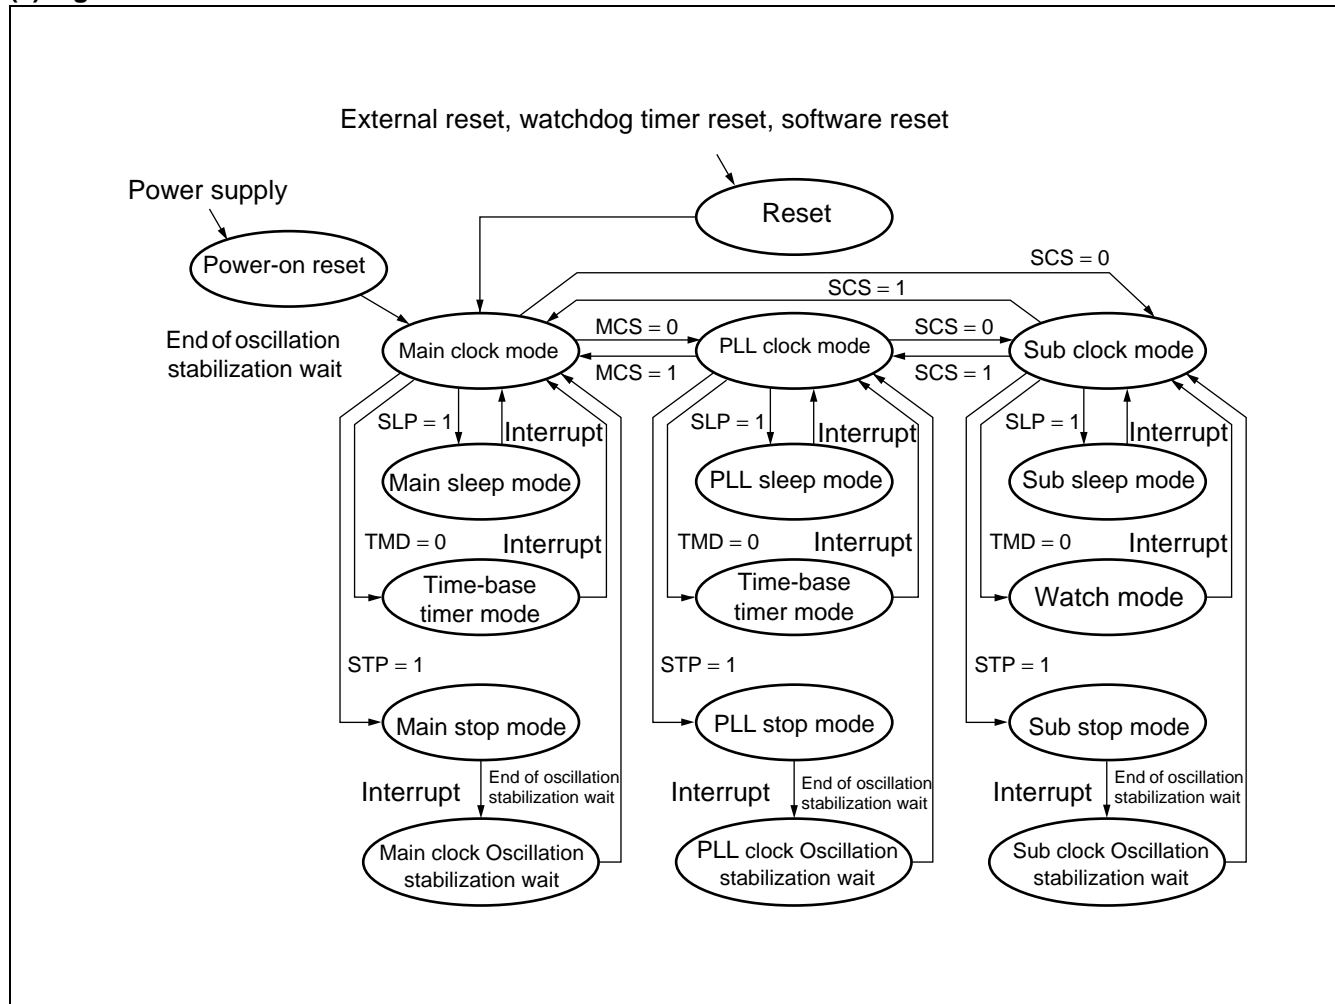 External reset, watchdog timer reset, software reset
Power supply
Reset
Power-on reset
SCS = 0
SCS = 1
End of oscillation
stabilization wait
Main clock mode
MCS = 0
MCS = 1
PLL clock mode
SCS = 0
SCS = 1
Sub clock mode
SLP = 1
Interrupt
SLP = 1
Interrupt
SLP = 1
Interrupt
Main sleep mode
PLL sleep mode
Sub sleep mode
TMD = 0
Interrupt
TMD = 0
Interrupt
TMD = 0
Interrupt
Time-base
timer mode
Time-base
timer mode
Watch mode
STP = 1
STP = 1
STP = 1
Main stop mode
PLL stop mode
Sub stop mode
Interrupt
End of oscillation
stabilization wait
Interrupt
End of oscillation
stabilization wait
Interrupt
End of oscillation
stabilization wait
Main clock Oscillation
stabilization wait
PLL clock Oscillation
stabilization wait
Sub clock Oscillation
stabilization wait